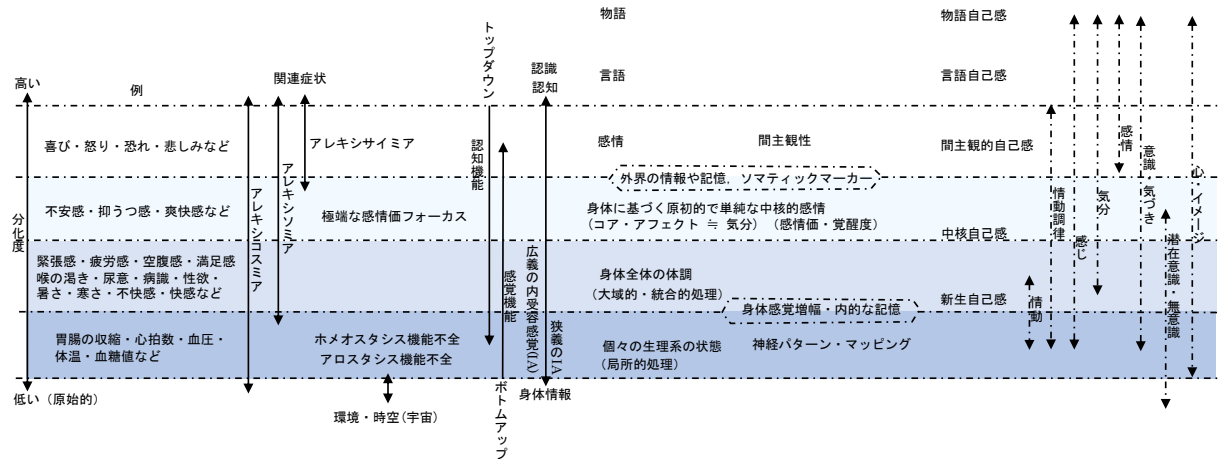 物語
物語自己感
トップダウン
認識
認知
言語
言語自己感
高い
例
関連症状
喜び・怒り・恐れ・悲しみなど
アレキシサイミア
認知機能
感情
間主観性
間主観的自己感
感情
意識・気づき
外界の情報や記憶，ソマティックマーカー
分化度
不安感・抑うつ感・爽快感など
アレキシコスミア
アレキシソミア
極端な感情価フォーカス
身体に基づく原初的で単純な中核的感情
(コア・アフェクト ≒ 気分) (感情価・覚醒度)
中核自己感
情動調律
感じ
気分
心・イメージ
潜在意識・無意識
緊張感・疲労感・空腹感・満足感
喉の渇き・尿意・病識・性欲・
暑さ・寒さ・不快感・快感など
感覚機能
広義の内受容感覚(IA)
身体全体の体調
(大域的・統合的処理)
新生自己感
情動
身体感覚増幅・内的な記憶
胃腸の収縮・心拍数・血圧・
体温・血糖値など
ホメオスタシス機能不全
アロスタシス機能不全
狭義のIA
個々の生理系の状態
(局所的処理)
神経パターン・マッピング
低い（原始的）
環境・時空(宇宙)
ボトムアップ
身体情報